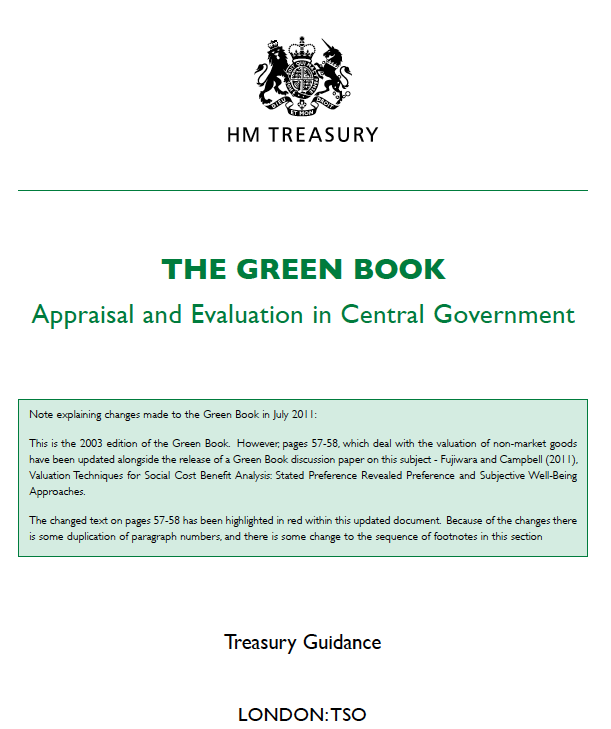 DIEU ET MON DROIT
HM TREASURY
THE GREEN BOOK
Appraisal and Evaluation in Central Government
Note explaining changes made to the Green Book in July 2011:
This is the 2003 edition of the Green Book. However, pages 57-58, which deal with the valuation of non-market goods
have been updated alongside the release of a Green Book discussion paper on this subject - Fujiwara and Campbell (2011),
Valuation Techniques for Social Cost Benefit Analysis: Stated Preference Revealed Preference and Subjective Well-Being
Approaches.
The changed text on pages 57-58 has been highlighted in red within this updated document. Because of the changes there
is some duplication of paragraph numbers, and there is some change to the sequence of footnotes in this section
Treasury Guidance
LONDON:TSO